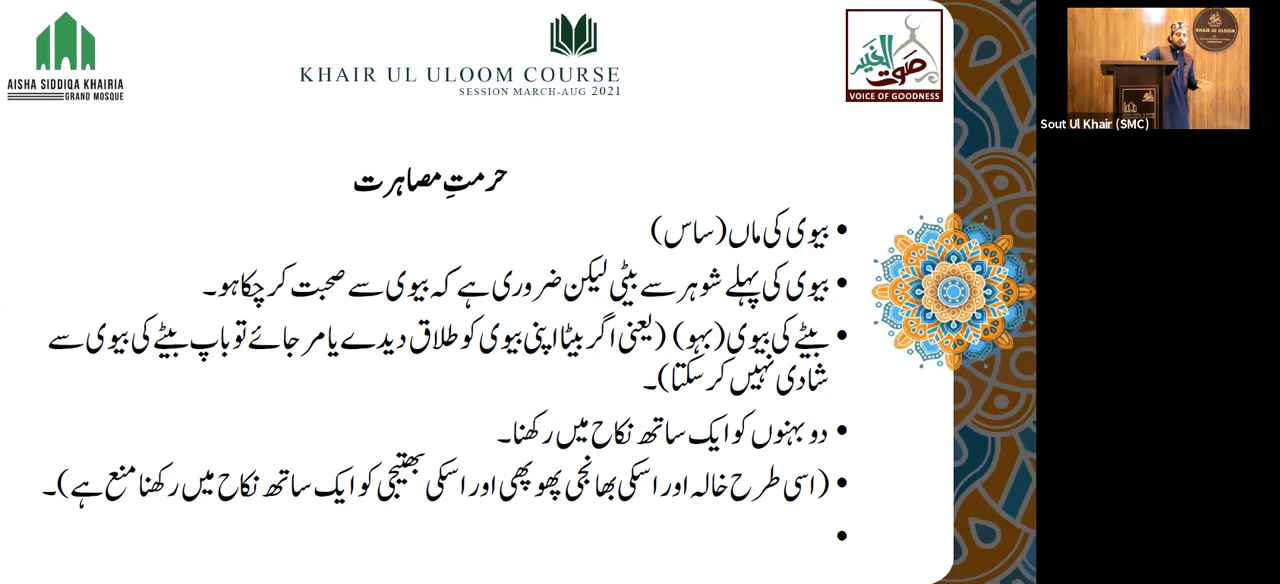 AISHA SIDDIQA KHAIRIA
GRAND MOSQUE
KHAIR UL ULOOM COURSE
SESSION MARCH-AUG 2021
صوت الخير
VOICE OF GOODNESS
KHAIR UL ULOOM
Sout Ul Khair (SMC)
حرمتِ مصاہرت
• بیوی کی ماں (ساس)
• بیوی کی پہلے شوہر سے بیٹی لیکن ضروری ہے کہ بیوی سے صحبت کر چکا ہو۔
• بیٹے کی بیوی (بہو) (یعنی اگر بیٹا اپنی بیوی کو طلاق دیدے یا مر جائے تو باپ بیٹے کی بیوی سے
شادی نہیں کر سکتا)۔
• دو بہنوں کو ایک ساتھ نکاح میں رکھنا۔
• (اسی طرح خالہ اور اسکی بھانجی پھوپھی اور اسکی بھتیجی کو ایک ساتھ نکاح میں رکھنا منع ہے)۔
•